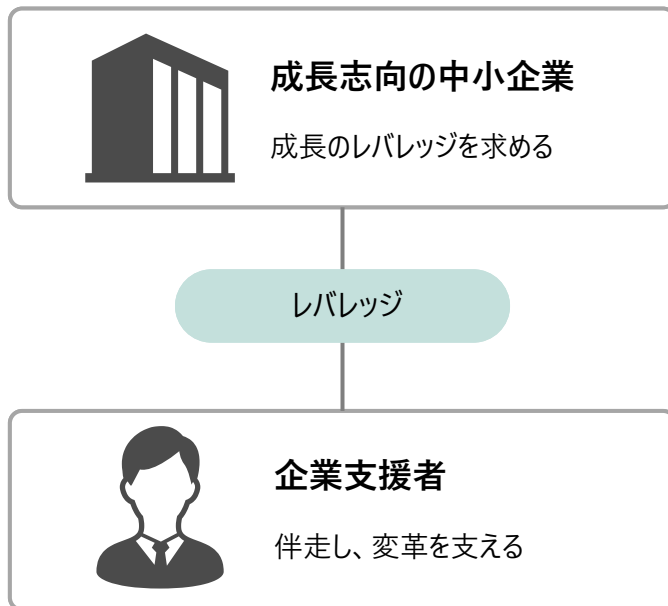 成長志向の中小企業
成長のレバレッジを求める
レバレッジ
企業支援者
伴走し、変革を支える